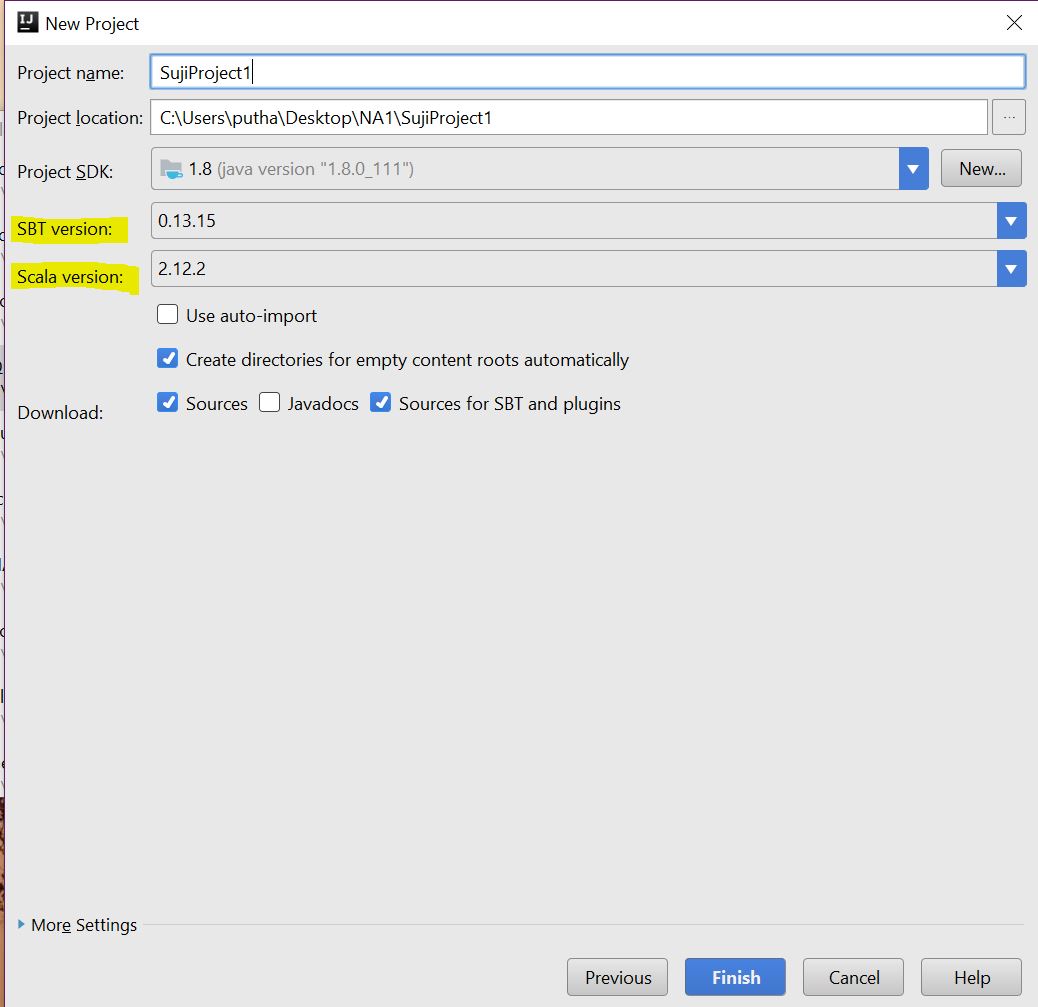 New Project
Project name: SujiProject1
Project location: C:\Users\putha\Desktop\NA1\SujiProject1 ...
Project SDK: 1.8 (java version "1.8.0_111") New...
SBT version: 0.13.15
Scala version: 2.12.2
Use auto-import
Create directories for empty content roots automatically
Download: Sources Javadocs Sources for SBT and plugins
More Settings
Previous Finish Cancel Help